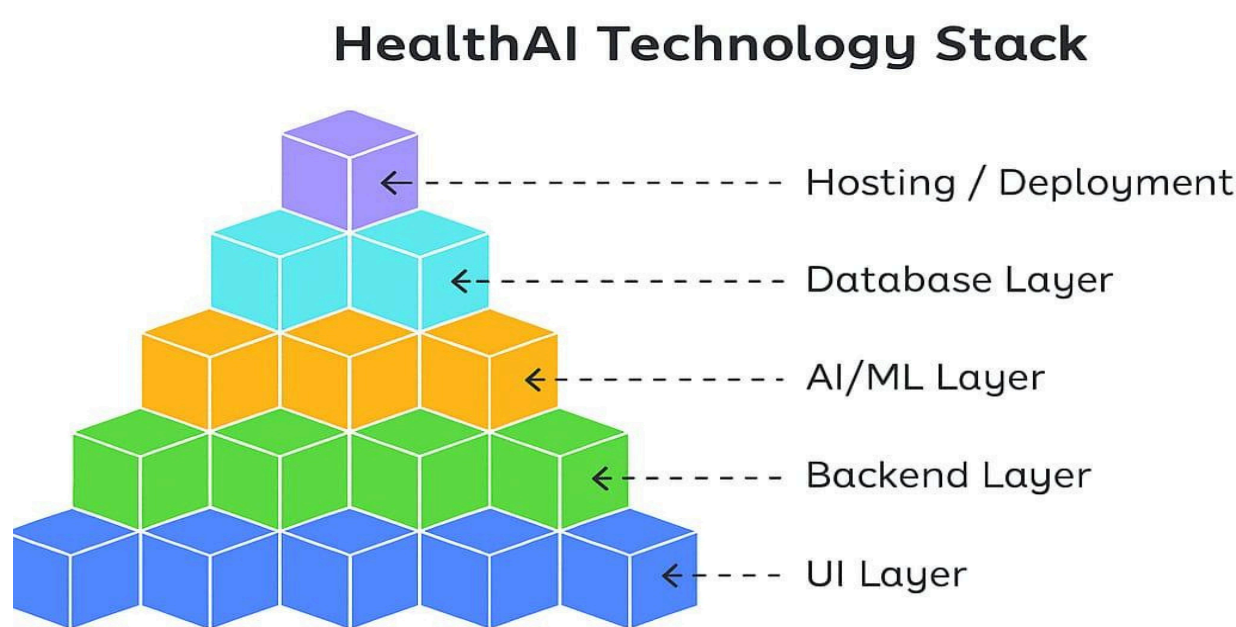 HealthAI Technology Stack
Hosting / Deployment
Database Layer
AI/ML Layer
Backend Layer
UI Layer